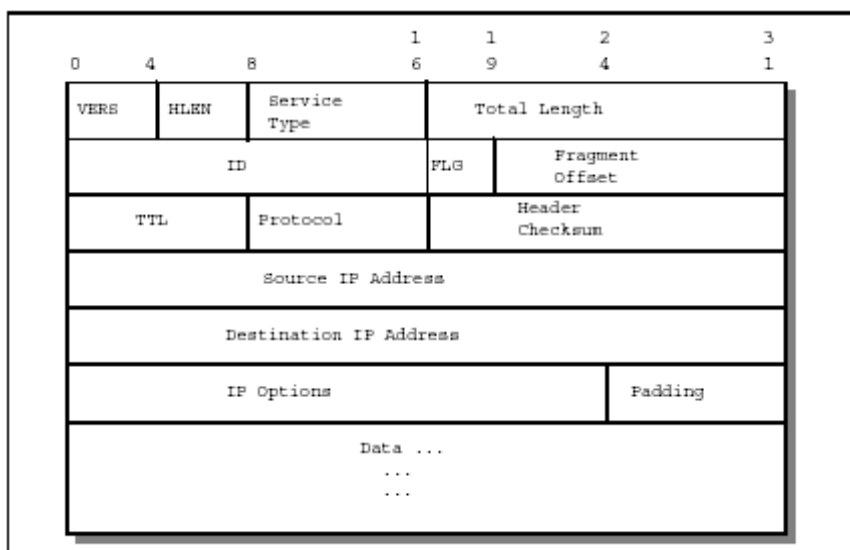 1 1 2 3
0 4 8 6 9 4 1
VERS HLEN Service Type Total Length
ID FLG Fragment Offset
TTL Protocol Header Checksum
Source IP Address
Destination IP Address
IP Options Padding
Data ...
...
...